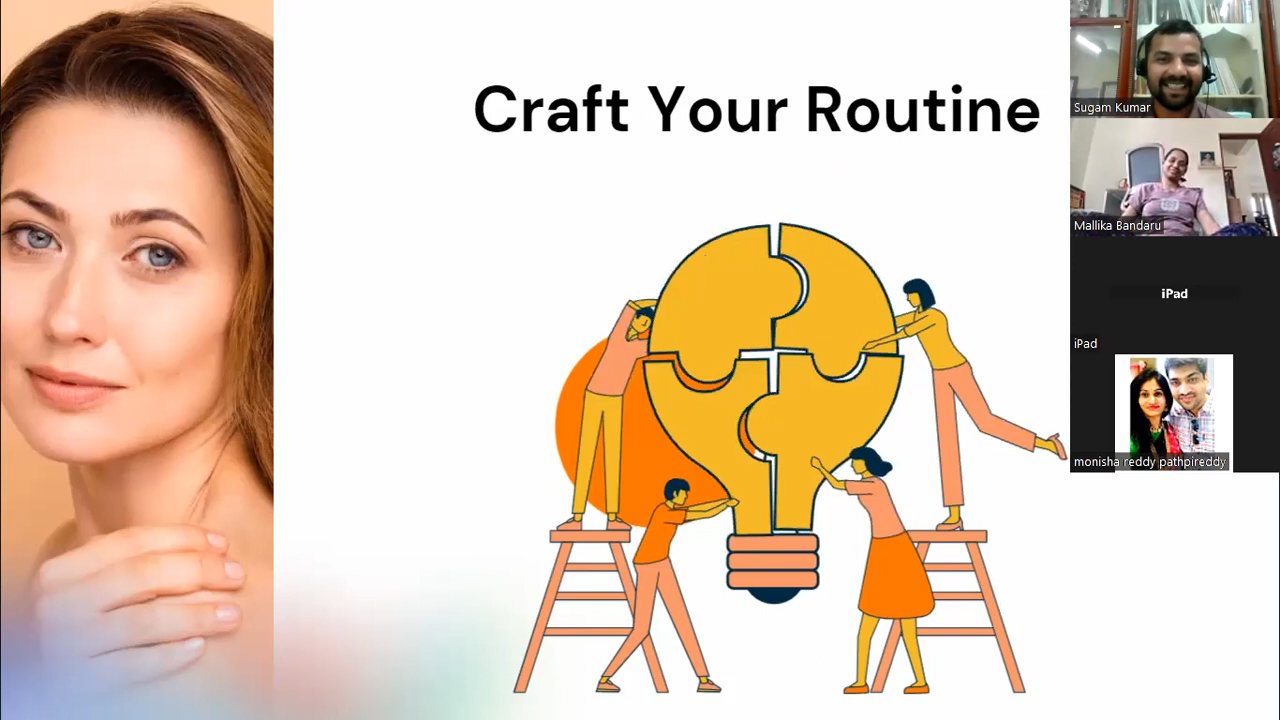 Craft Your Routine
Sugam Kumar
Mallika Bandaru
iPad
iPad
monisha reddy pathpireddy